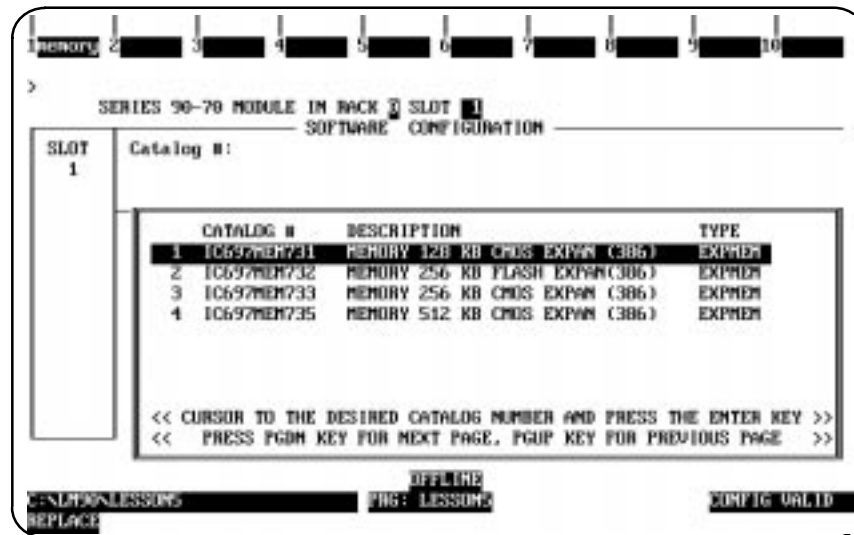 1memory 2 3 4 5 6 7 8 9 10
>
SERIES 90-70 MODULE IN RACK 0 SLOT 1
SOFTWARE CONFIGURATION
SLOT Catalog #:
1
CATALOG # DESCRIPTION TYPE
1 IC697MEM731 MEMORY 128 KB CMOS EXPAN (386) EXPMEM
2 IC697MEM732 MEMORY 256 KB FLASH EXPAN(386) EXPMEM
3 IC697MEM733 MEMORY 256 KB CMOS EXPAN (386) EXPMEM
4 IC697MEM735 MEMORY 512 KB CMOS EXPAN (386) EXPMEM
<< CURSOR TO THE DESIRED CATALOG NUMBER AND PRESS THE ENTER KEY >>
<< PRESS PGDN KEY FOR NEXT PAGE, PGUP KEY FOR PREVIOUS PAGE >>
OFFLINE
C:\LM90\LESSON5 PRG: LESSON5 CONFIG VALID
REPLACE